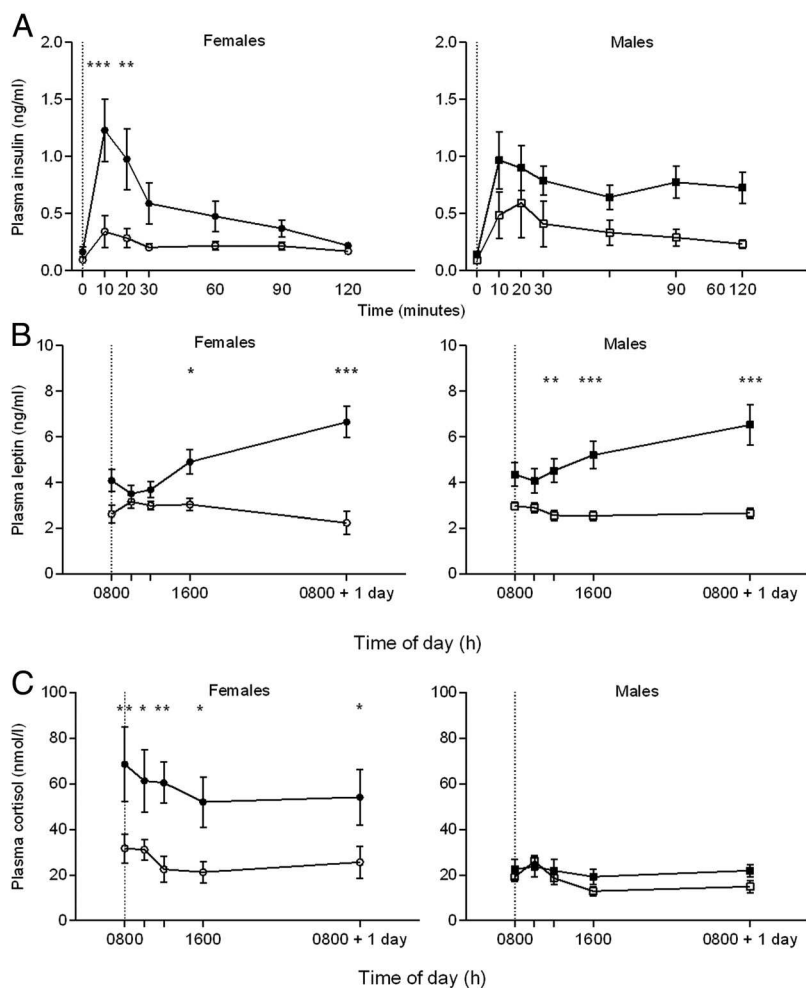 A
Females
Males
Plasma insulin (ng/ml)
2.0
1.5
1.0
0.5
0.0
*** **
0 10 20 30 60 90 120
2.0
1.5
1.0
0.5
0.0
0 10 20 30 90 60 120
Time (minutes)
B
Females
Males
Plasma leptin (ng/ml)
10
8
6
4
2
0
* ***
0800 1600 0800 + 1 day
10
8
6
4
2
0
** *** ***
0800 1600 0800 + 1 day
Time of day (h)
C
Females
Males
Plasma cortisol (nmol/l)
100
80
60
40
20
0
** * ** * *
0800 1600 0800 + 1 day
100
80
60
40
20
0
0800 1600 0800 + 1 day
Time of day (h)
Time of day (h)